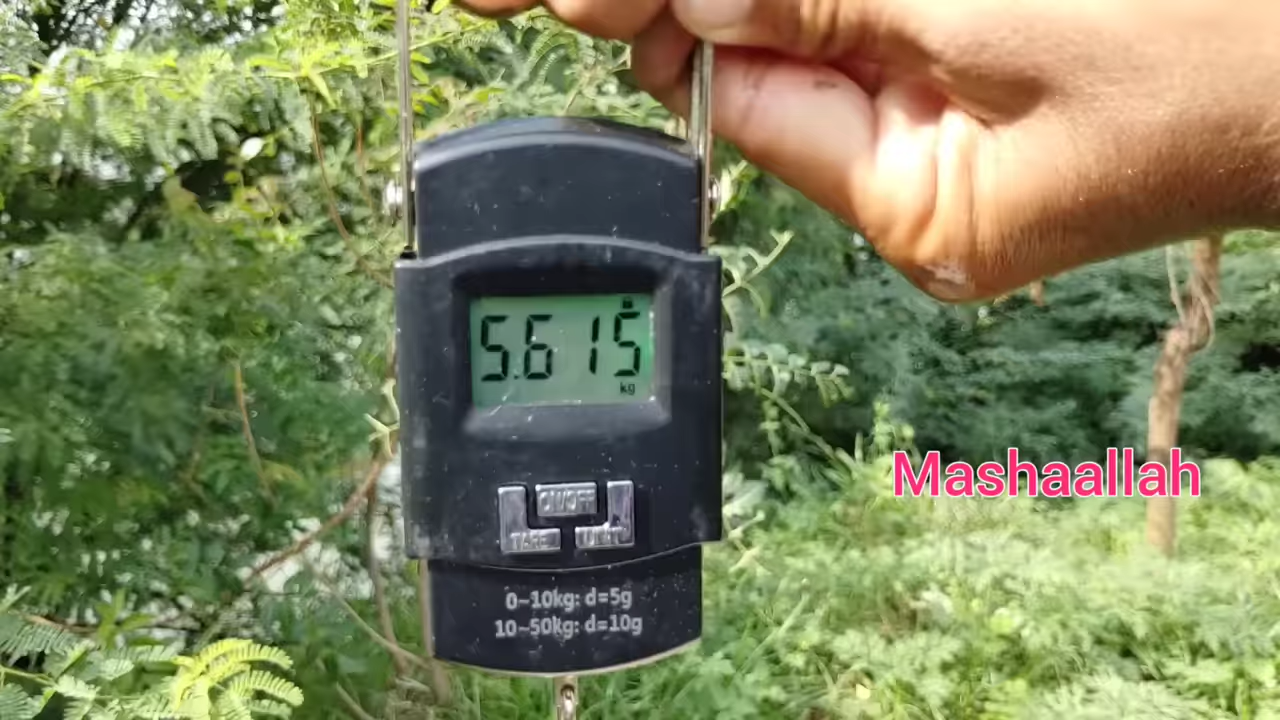 5.615
kg
Mashaallah
ON/OFF
TARE
UNIT
0~10kg: d=5g
10~50kg: d=10g